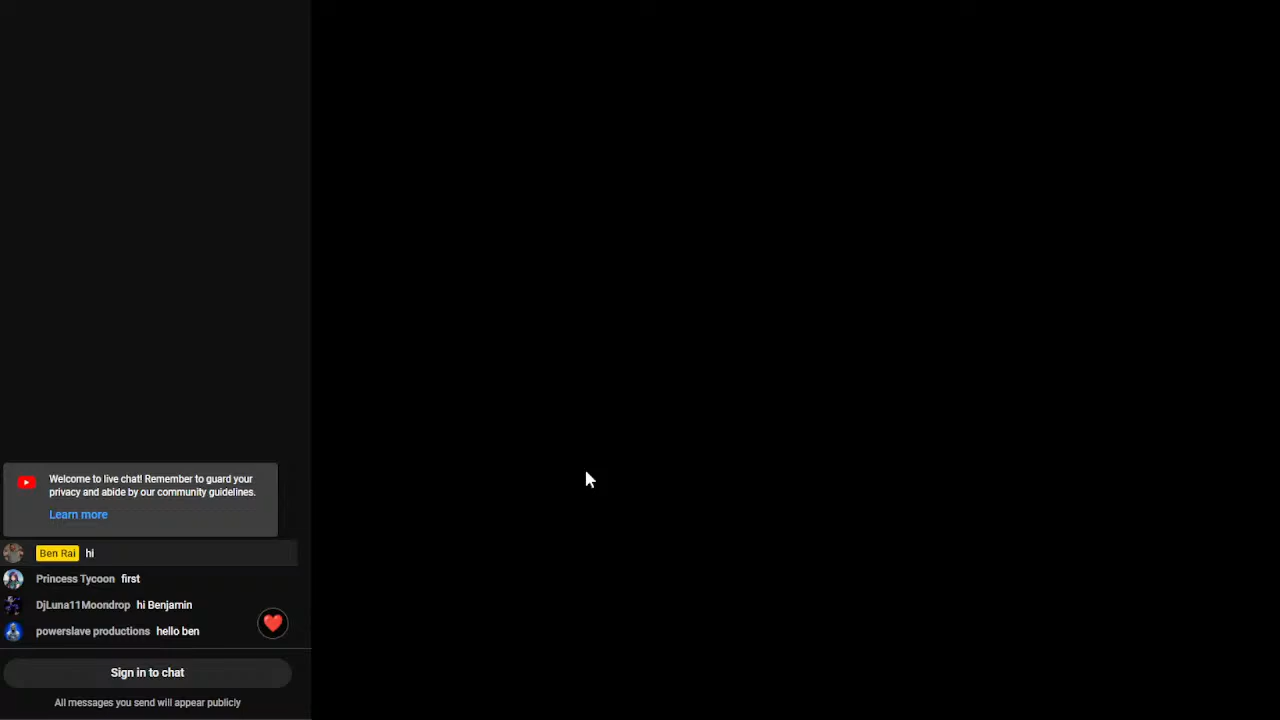 Welcome to live chat! Remember to guard your
privacy and abide by our community guidelines.
Learn more
Ben Rai hi
Princess Tycoon first
DjLuna11Moondrop hi Benjamin
powerslave productions hello ben
Sign in to chat
All messages you send will appear publicly